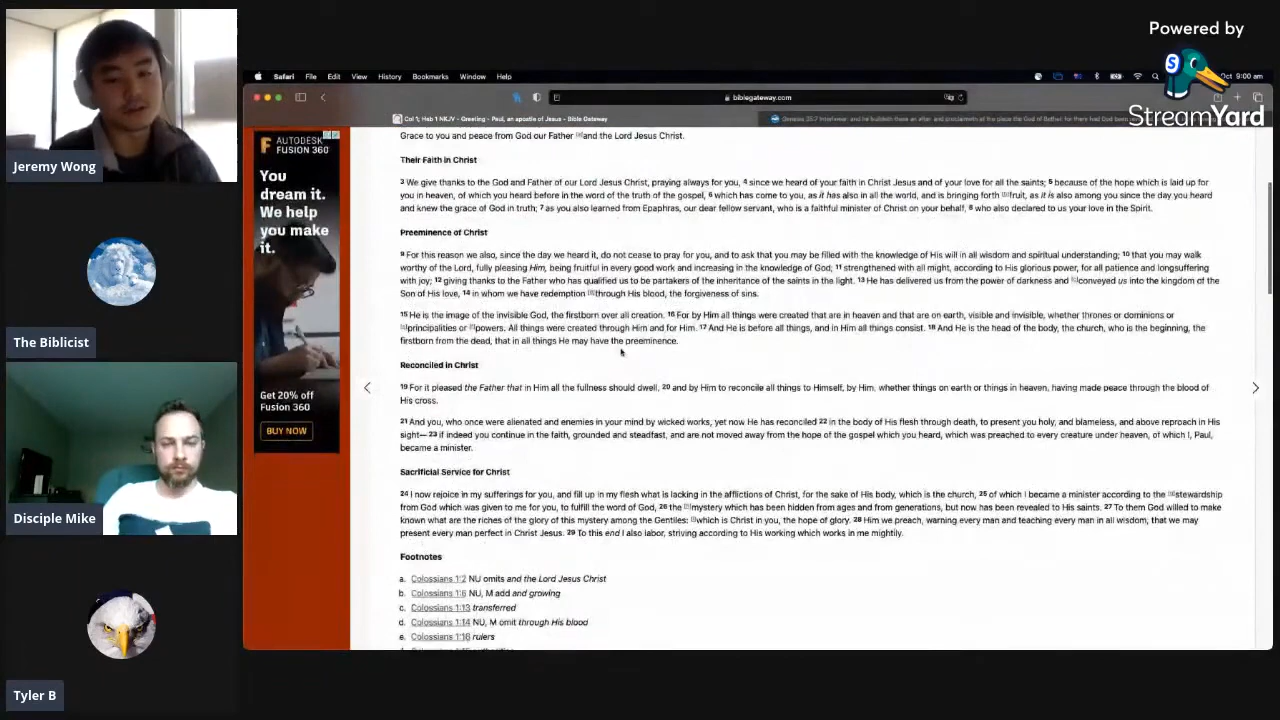 Powered by
StreamYard
Jeremy Wong
The Biblicist
Disciple Mike
Tyler B
Safari File Edit View History Bookmarks Window Help
Oct 9:00 am
biblegateway.com
Col 1; Heb 1 NKJV - Greeting - Paul, an apostle of Jesus - Bible Gateway
AUTODESK
FUSION 360
You
dream it.
We help
you make
it.
Get 20% off
Fusion 360
BUY NOW
Grace to you and peace from God our Father [a]and the Lord Jesus Christ.
Their Faith in Christ
3 We give thanks to the God and Father of our Lord Jesus Christ, praying always for you, 4 since we heard of your faith in Christ Jesus and of your love for all the saints; 5 because of the hope which is laid up for
you in heaven, of which you heard before in the word of the truth of the gospel, 6 which has come to you, as it has also in all the world, and is bringing forth [b]fruit, as it is also among you since the day you heard
and knew the grace of God in truth; 7 as you also learned from Epaphras, our dear fellow servant, who is a faithful minister of Christ on your behalf, 8 who also declared to us your love in the Spirit.
Preeminence of Christ
9 For this reason we also, since the day we heard it, do not cease to pray for you, and to ask that you may be filled with the knowledge of His will in all wisdom and spiritual understanding; 10 that you may walk
worthy of the Lord, fully pleasing Him, being fruitful in every good work and increasing in the knowledge of God; 11 strengthened with all might, according to His glorious power, for all patience and longsuffering
with joy; 12 giving thanks to the Father who has qualified us to be partakers of the inheritance of the saints in the light. 13 He has delivered us from the power of darkness and [c]conveyed us into the kingdom of the
Son of His love, 14 in whom we have redemption [d]through His blood, the forgiveness of sins.
15 He is the image of the invisible God, the firstborn over all creation. 16 For by Him all things were created that are in heaven and that are on earth, visible and invisible, whether thrones or dominions or
[e]principalities or [f]powers. All things were created through Him and for Him. 17 And He is before all things, and in Him all things consist. 18 And He is the head of the body, the church, who is the beginning, the
firstborn from the dead, that in all things He may have the preeminence.
Reconciled in Christ
19 For it pleased the Father that in Him all the fullness should dwell, 20 and by Him to reconcile all things to Himself, by Him, whether things on earth or things in heaven, having made peace through the blood of
His cross.
21 And you, who once were alienated and enemies in your mind by wicked works, yet now He has reconciled 22 in the body of His flesh through death, to present you holy, and blameless, and above reproach in His
sight— 23 if indeed you continue in the faith, grounded and steadfast, and are not moved away from the hope of the gospel which you heard, which was preached to every creature under heaven, of which I, Paul,
became a minister.
Sacrificial Service for Christ
24 I now rejoice in my sufferings for you, and fill up in my flesh what is lacking in the afflictions of Christ, for the sake of His body, which is the church, 25 of which I became a minister according to the [g]stewardship
from God which was given to me for you, to fulfill the word of God, 26 the [h]mystery which has been hidden from ages and from generations, but now has been revealed to His saints. 27 To them God willed to make
known what are the riches of the glory of this mystery among the Gentiles: [i]which is Christ in you, the hope of glory. 28 Him we preach, warning every man and teaching every man in all wisdom, that we may
present every man perfect in Christ Jesus. 29 To this end I also labor, striving according to His working which works in me mightily.
Footnotes
a. Colossians 1:2 NU omits and the Lord Jesus Christ
b. Colossians 1:6 NU, M add and growing
c. Colossians 1:13 transferred
d. Colossians 1:14 NU, M omit through His blood
e. Colossians 1:16 rulers